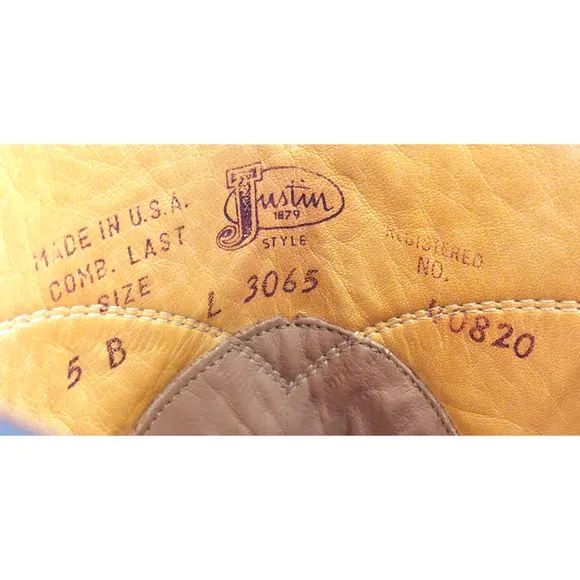 MADE IN U.S.A.
COMB. LAST
SIZE
5 B
Justin
1879
STYLE
L 3065
REGISTERED
NO.
0820